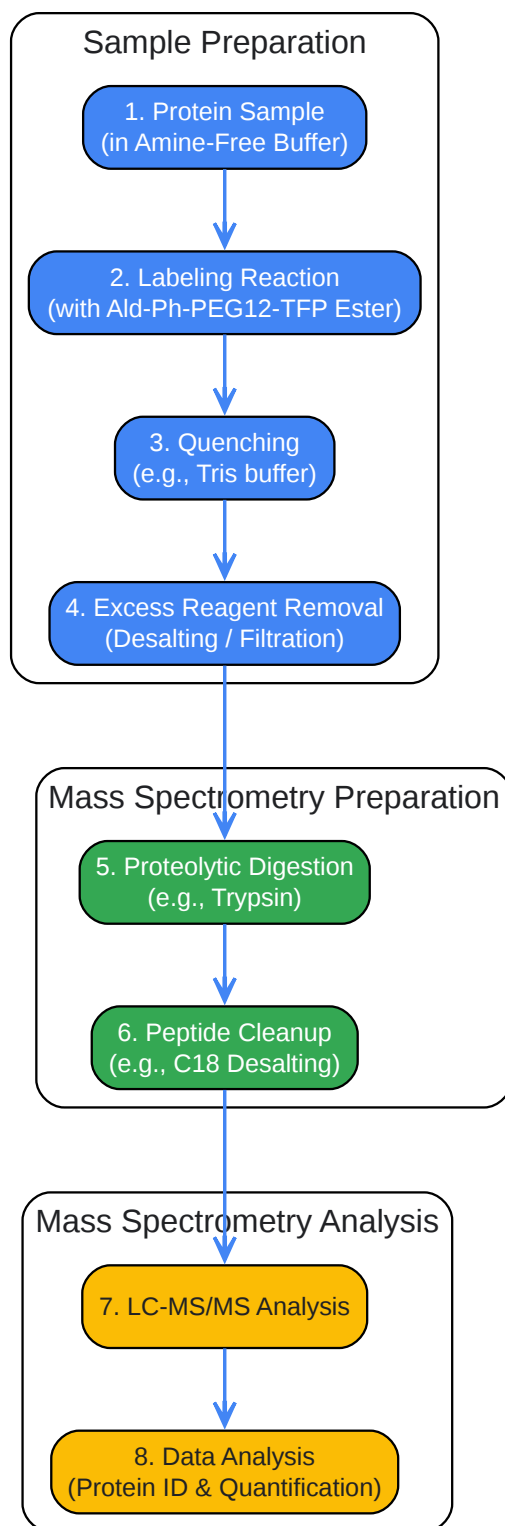 Sample Preparation
1. Protein Sample
(in Amine-Free Buffer)
2. Labeling Reaction
(with Ald-Ph-PEG12-TFP Ester)
3. Quenching
(e.g., Tris buffer)
4. Excess Reagent Removal
(Desalting / Filtration)
Mass Spectrometry Preparation
5. Proteolytic Digestion
(e.g., Trypsin)
6. Peptide Cleanup
(e.g., C18 Desalting)
Mass Spectrometry Analysis
7. LC-MS/MS Analysis
8. Data Analysis
(Protein ID & Quantification)